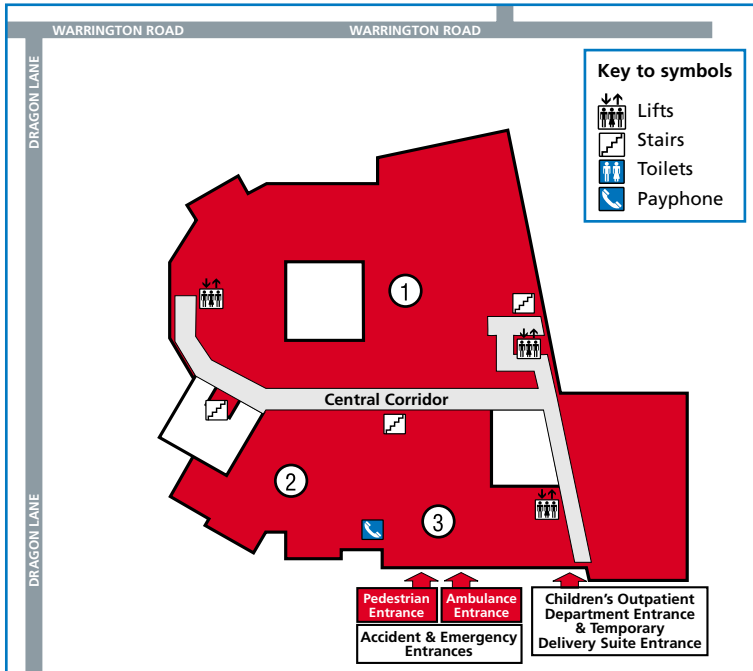 WARRINGTON ROAD
WARRINGTON ROAD
DRAGON LANE
Key to symbols
Lifts
Stairs
Toilets
Payphone
1
Central Corridor
2
3
DRAGON LANE
Pedestrian
Entrance
Ambulance
Entrance
Accident & Emergency
Entrances
Children's Outpatient
Department Entrance
& Temporary
Delivery Suite Entrance